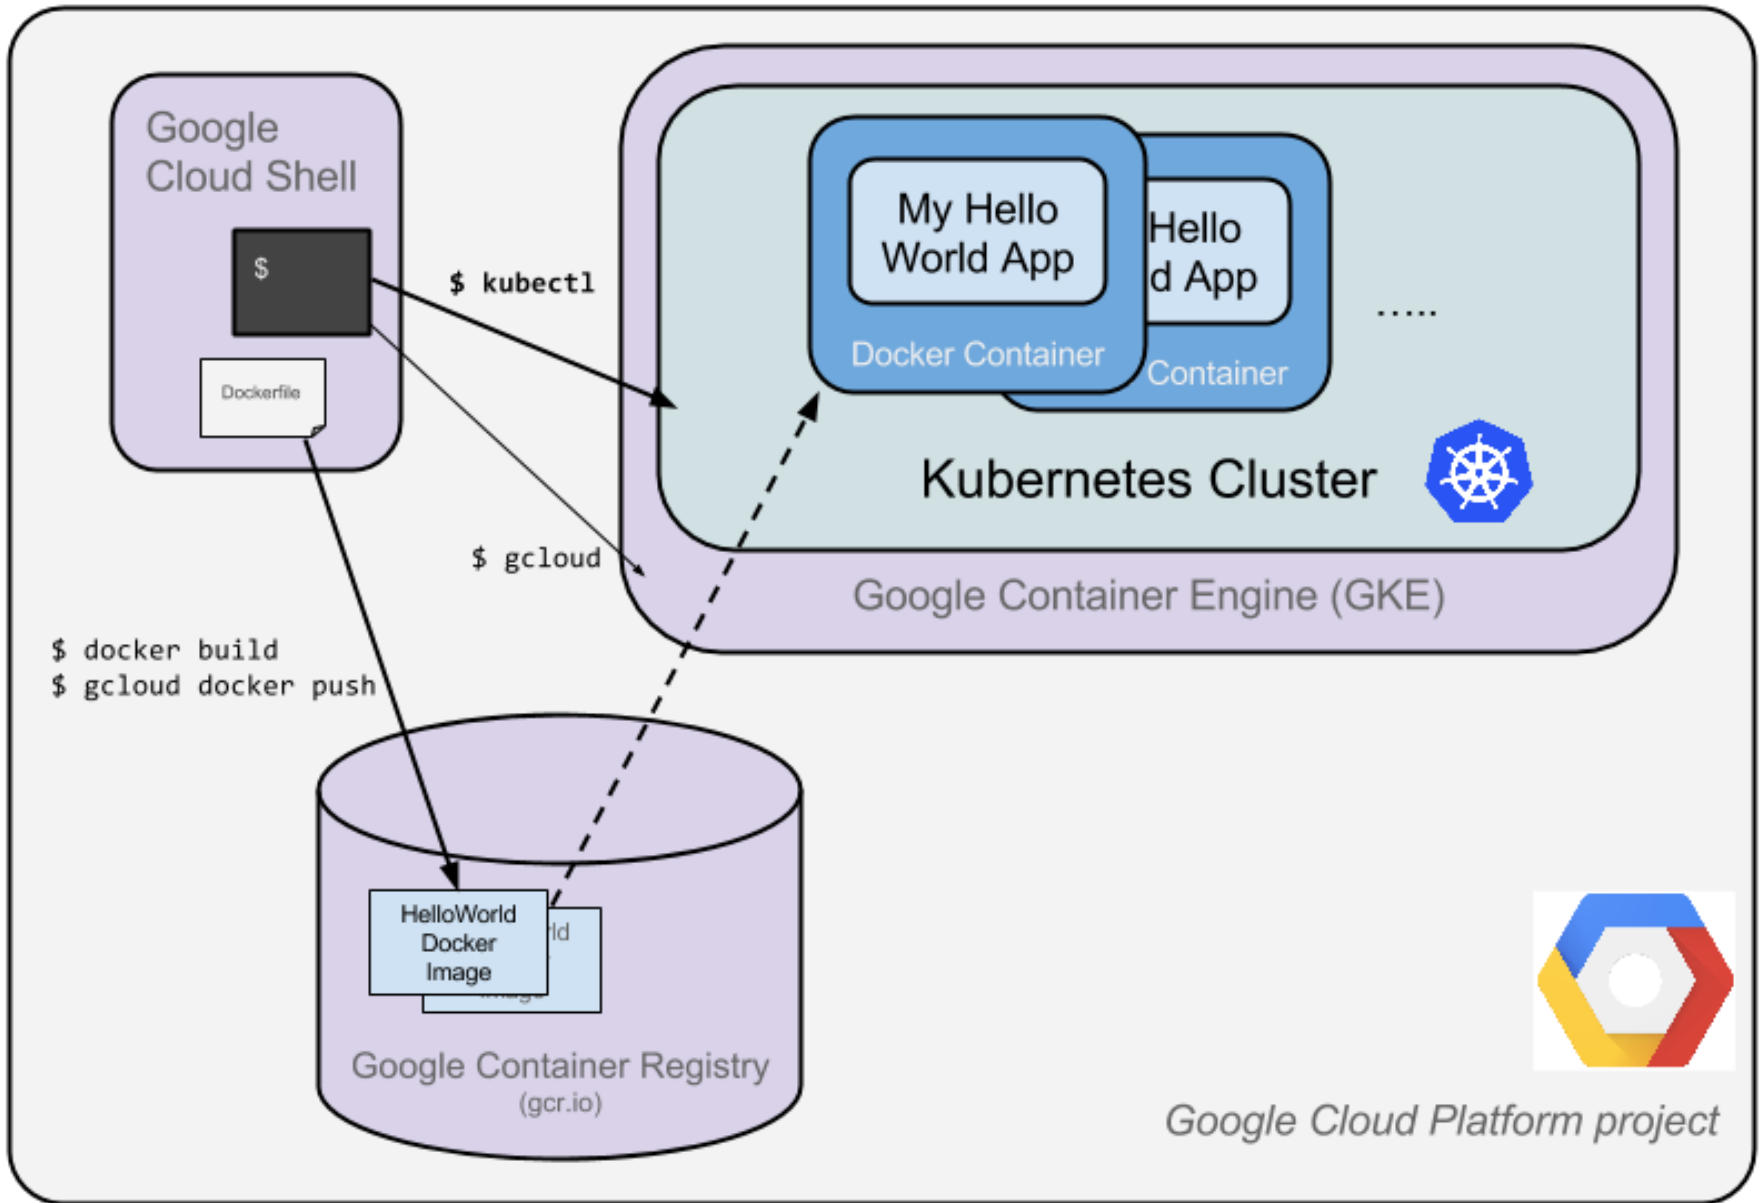 Google
Cloud Shell
$
Dockerfile
$ kubectl
$ gcloud
$ docker build
$ gcloud docker push
My Hello
World App
Docker Container
Hello
d App
Container
.....
Kubernetes Cluster
Google Container Engine (GKE)
HelloWorld
Docker
Image
ld
Image
Google Container Registry
(gcr.io)
Google Cloud Platform project